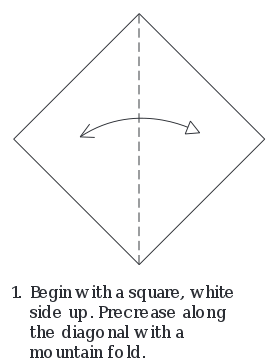 1. Begin with a square, white
side up. Precrease along
the diagonal with a
mountain fold.